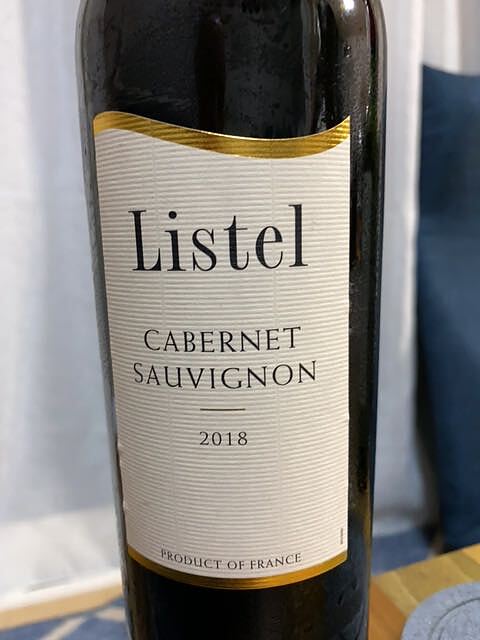 Listel
CABERNET
SAUVIGNON
2018
PRODUCT OF FRANCE